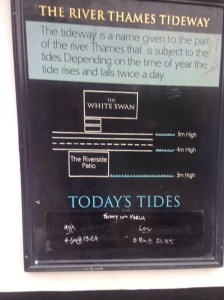 THE RIVER THAMES TIDEWAY
The tideway is a name given to the part
of the river Thames that is subject to the
tides. Depending on the time of year the
tide rises and falls twice a day.
THE
WHITE SWAN
5m High
4m High
The Riverside
Patio
3m High
TODAY'S TIDES
MARCH
LOW